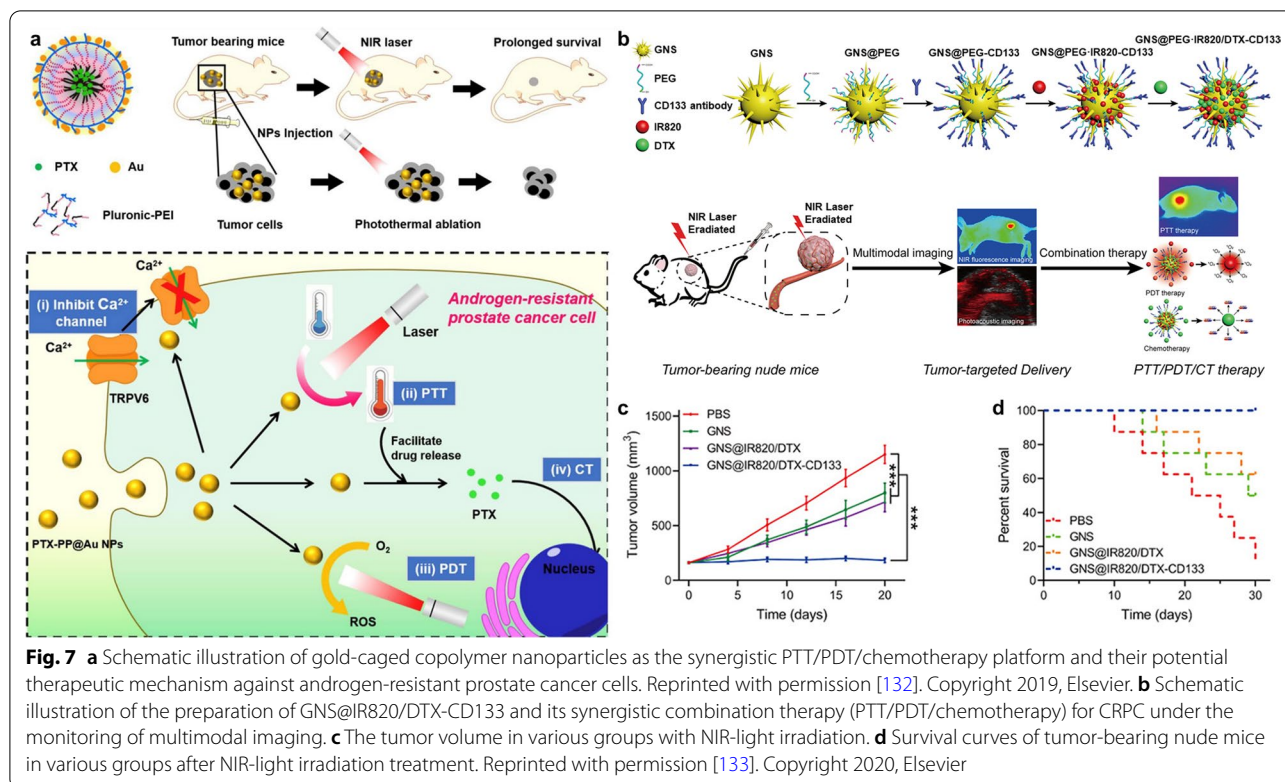 a
Tumor bearing mice
NIR laser
Prolonged survival
NPs Injection
PTX
Au
Pluronic-PEI
Tumor cells
Photothermal ablation
Ca²⁺
(i) Inhibit Ca²⁺
channel
Ca²⁺
TRPV6
Androgen-resistant
prostate cancer cell
Laser
(ii) PTT
Facilitate
drug release
(iv) CT
PTX
PTX-PP@Au NPs
O₂
(iii) PDT
ROS
Nucleus
b
GNS
PEG
CD133 antibody
IR820
DTX
GNS
GNS@PEG
GNS@PEG-CD133
GNS@PEG·IR820-CD133
GNS@PEG·IR820/DTX-CD133
NIR Laser
Eradiated
NIR Laser
Eradiated
Multimodal imaging
NIR fluorescence imaging
Photoacoustic imaging
Combination therapy
PTT therapy
PDT therapy
Chemotherapy
Tumor-bearing nude mice
Tumor-targeted Delivery
PTT/PDT/CT therapy
c
Tumor volume (mm³)
1500
1000
500
0
PBS
GNS
GNS@IR820/DTX
GNS@IR820/DTX-CD133
***
***
0 5 10 15 20
Time (days)
d
Percent survival
100
80
60
40
20
0
PBS
GNS
GNS@IR820/DTX
GNS@IR820/DTX-CD133
0 10 20 30
Time (days)
Fig. 7 a Schematic illustration of gold-caged copolymer nanoparticles as the synergistic PTT/PDT/chemotherapy platform and their potential
therapeutic mechanism against androgen-resistant prostate cancer cells. Reprinted with permission [132]. Copyright 2019, Elsevier. b Schematic
illustration of the preparation of GNS@IR820/DTX-CD133 and its synergistic combination therapy (PTT/PDT/chemotherapy) for CRPC under the
monitoring of multimodal imaging. c The tumor volume in various groups with NIR-light irradiation. d Survival curves of tumor-bearing nude mice
in various groups after NIR-light irradiation treatment. Reprinted with permission [133]. Copyright 2020, Elsevier